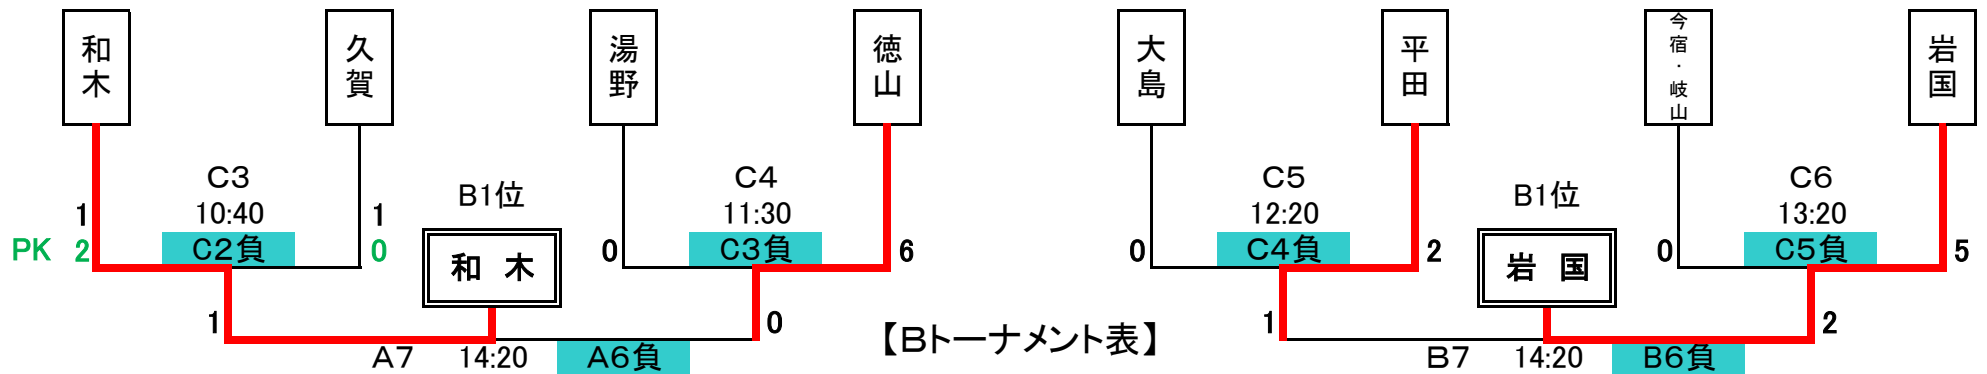 和木 久賀 湯野 徳山 大島 平田 今宿・岐山 岩国
C3 C4 C5 C6
B1位 B1位
1 10:40 1 11:30 12:20 13:20
PK 2 C2負 0 0 C3負 6 0 C4負 2 0 C5負 5
和 木 岩 国
1 0 1 2
【Bトーナメント表】
A7 14:20 A6負 B7 14:20 B6負